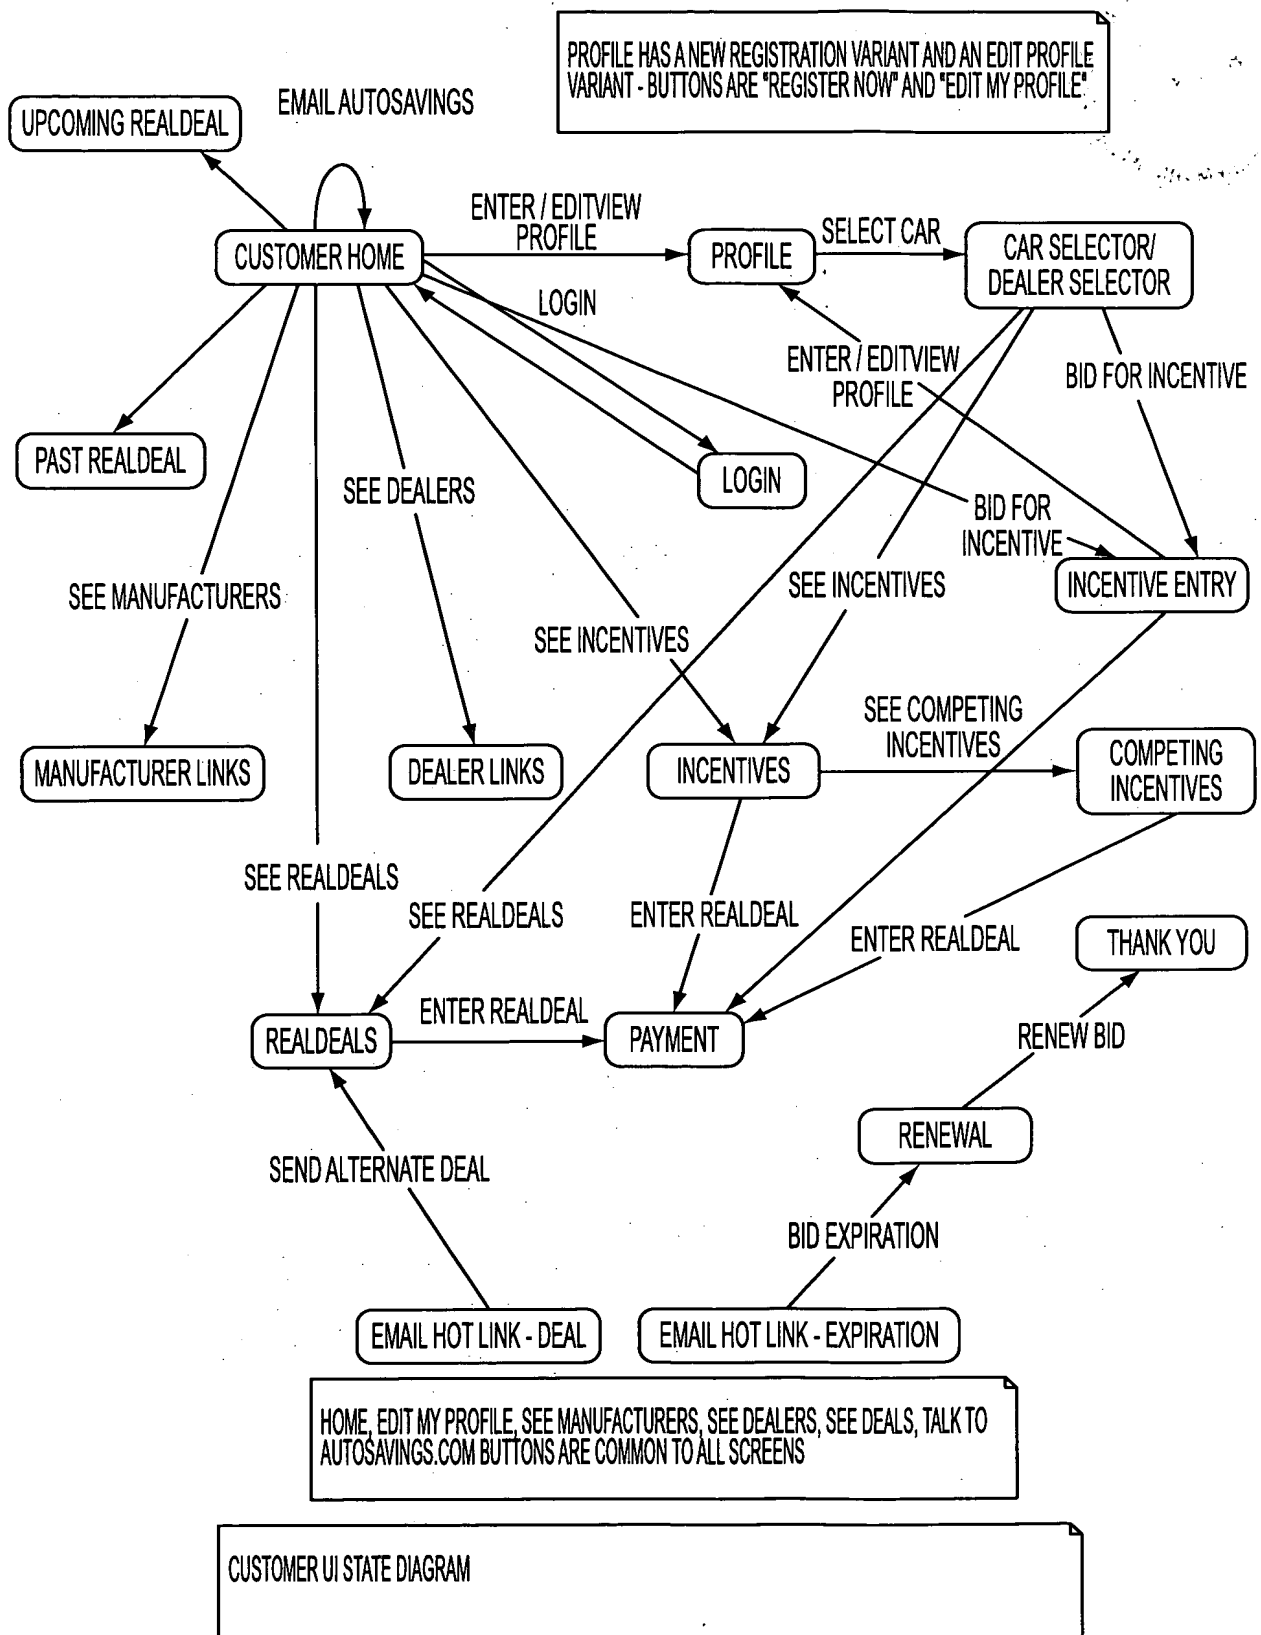 PROFILE HAS A NEW REGISTRATION VARIANT AND AN EDIT PROFILE
VARIANT - BUTTONS ARE "REGISTER NOW" AND "EDIT MY PROFILE"
EMAIL AUTOSAVINGS
UPCOMING REALDEAL
ENTER / EDITVIEW
PROFILE
SELECT CAR
CUSTOMER HOME
PROFILE
CAR SELECTOR/
DEALER SELECTOR
LOGIN
ENTER / EDITVIEW
PROFILE
BID FOR INCENTIVE
PAST REALDEAL
LOGIN
SEE DEALERS
BID FOR
INCENTIVE
SEE MANUFACTURERS
SEE INCENTIVES
INCENTIVE ENTRY
SEE INCENTIVES
SEE COMPETING
INCENTIVES
MANUFACTURER LINKS
DEALER LINKS
INCENTIVES
COMPETING
INCENTIVES
SEE REALDEALS
SEE REALDEALS
ENTER REALDEAL
ENTER REALDEAL
THANK YOU
ENTER REALDEAL
RENEW BID
REALDEALS
PAYMENT
RENEWAL
SEND ALTERNATE DEAL
BID EXPIRATION
EMAIL HOT LINK - DEAL
EMAIL HOT LINK - EXPIRATION
HOME, EDIT MY PROFILE, SEE MANUFACTURERS, SEE DEALERS, SEE DEALS, TALK TO
AUTOSAVINGS.COM BUTTONS ARE COMMON TO ALL SCREENS
CUSTOMER UI STATE DIAGRAM